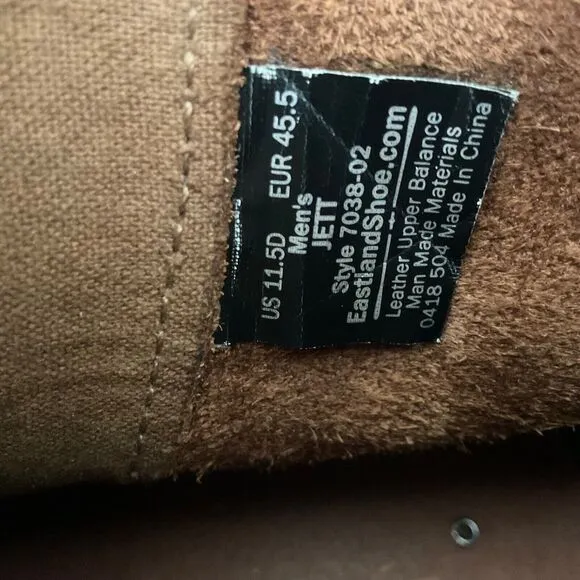 US 11.5D EUR 45.5
Men's
JETT
Style 7038-02
EastlandShoe.com
Leather Upper Balance
Man Made Materials
0418 504 Made In China